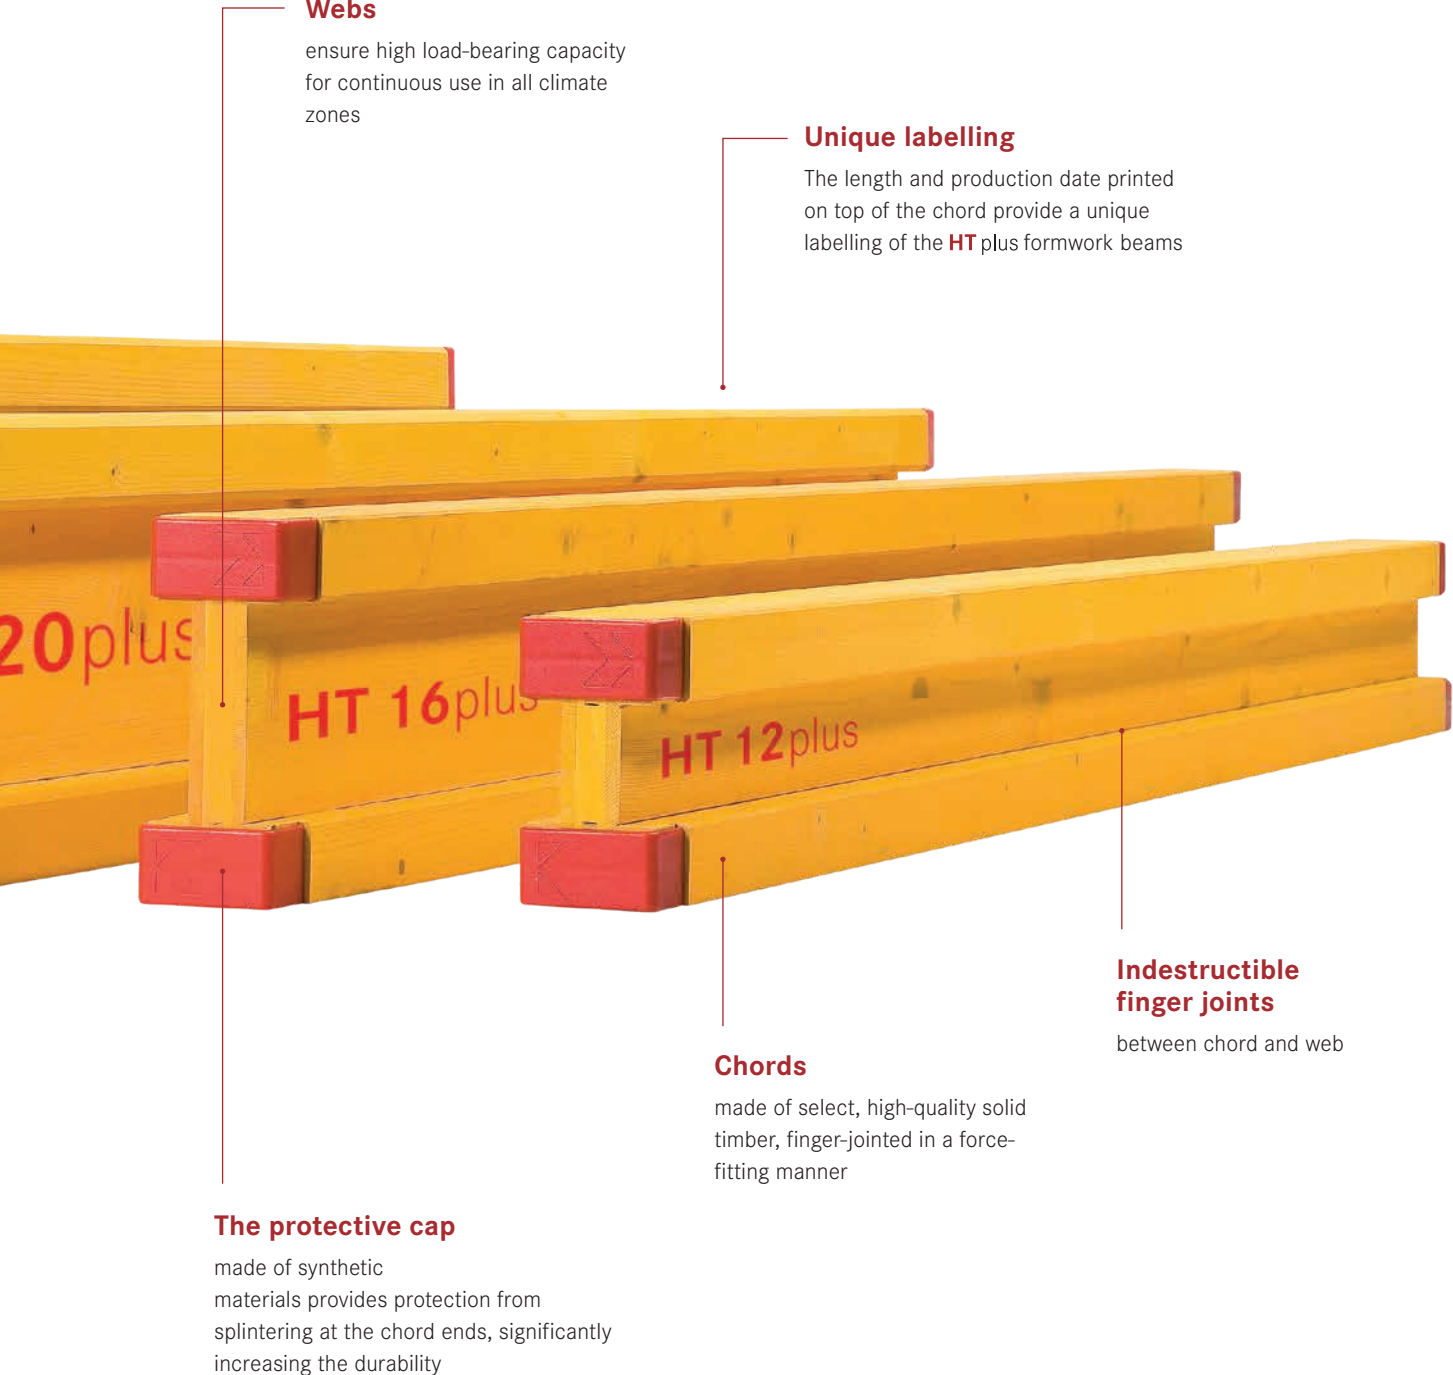 Webs
ensure high load-bearing capacity
for continuous use in all climate
zones
Unique labelling
The length and production date printed
on top of the chord provide a unique
labelling of the HT plus formwork beams
20plus
HT 16plus
HT 12plus
Indestructible
finger joints
between chord and web
Chords
made of select, high-quality solid
timber, finger-jointed in a force-
fitting manner
The protective cap
made of synthetic
materials provides protection from
splintering at the chord ends, significantly
increasing the durability